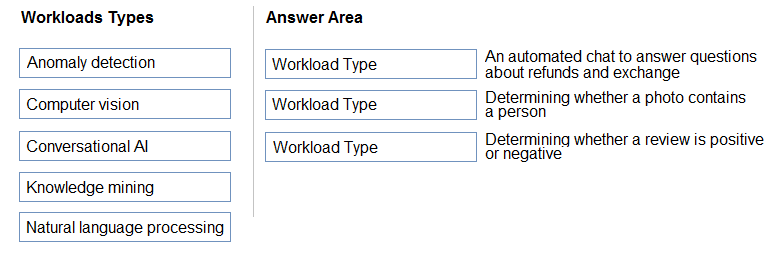 Workloads Types
Anomaly detection
Computer vision
Conversational AI
Knowledge mining
Natural language processing
Answer Area
Workload Type
An automated chat to answer questions
about refunds and exchange
Workload Type
Determining whether a photo contains
a person
Workload Type
Determining whether a review is positive
or negative